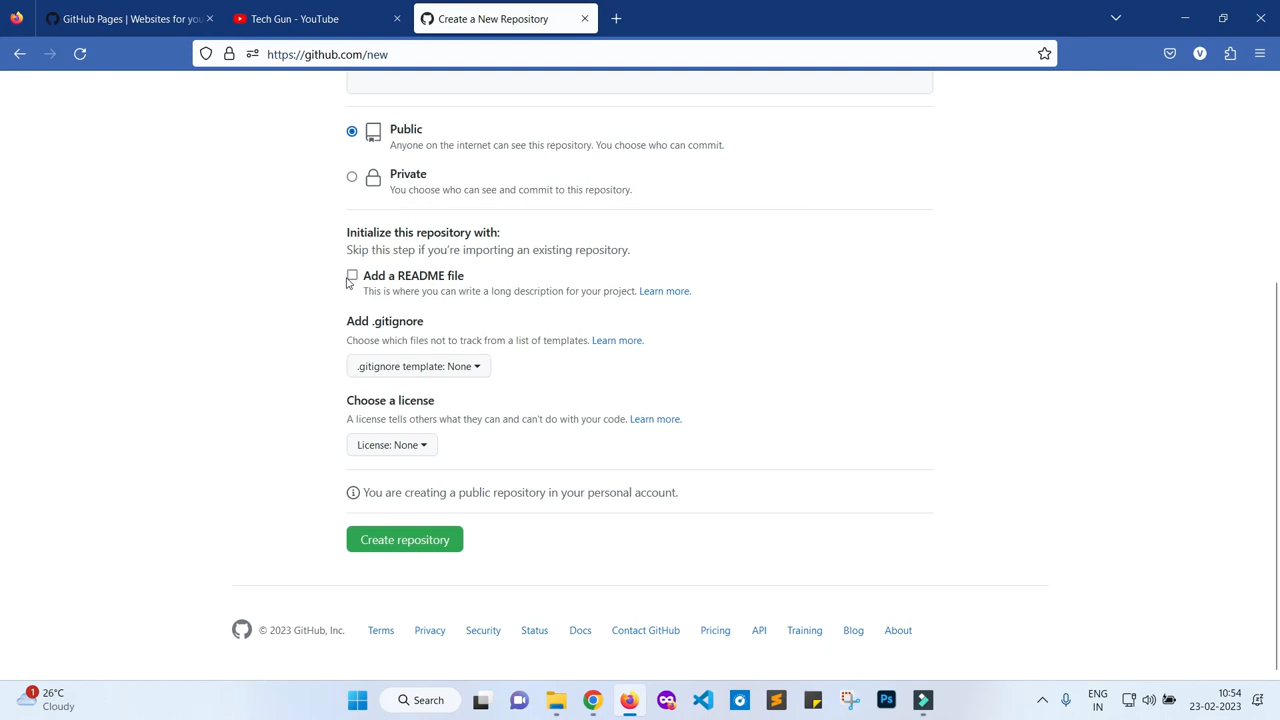 GitHub Pages | Websites for you
Tech Gun - YouTube
Create a New Repository
https://github.com/new
V
Public
Anyone on the internet can see this repository. You choose who can commit.
Private
You choose who can see and commit to this repository.
Initialize this repository with:
Skip this step if you're importing an existing repository.
Add a README file
This is where you can write a long description for your project. Learn more.
Add .gitignore
Choose which files not to track from a list of templates. Learn more.
.gitignore template: None
Choose a license
A license tells others what they can and can't do with your code. Learn more.
License: None
You are creating a public repository in your personal account.
Create repository
© 2023 GitHub, Inc. Terms Privacy Security Status Docs Contact GitHub Pricing API Training Blog About
1
26°C
Cloudy
Search
Ps
ENG
IN
23-02-2023